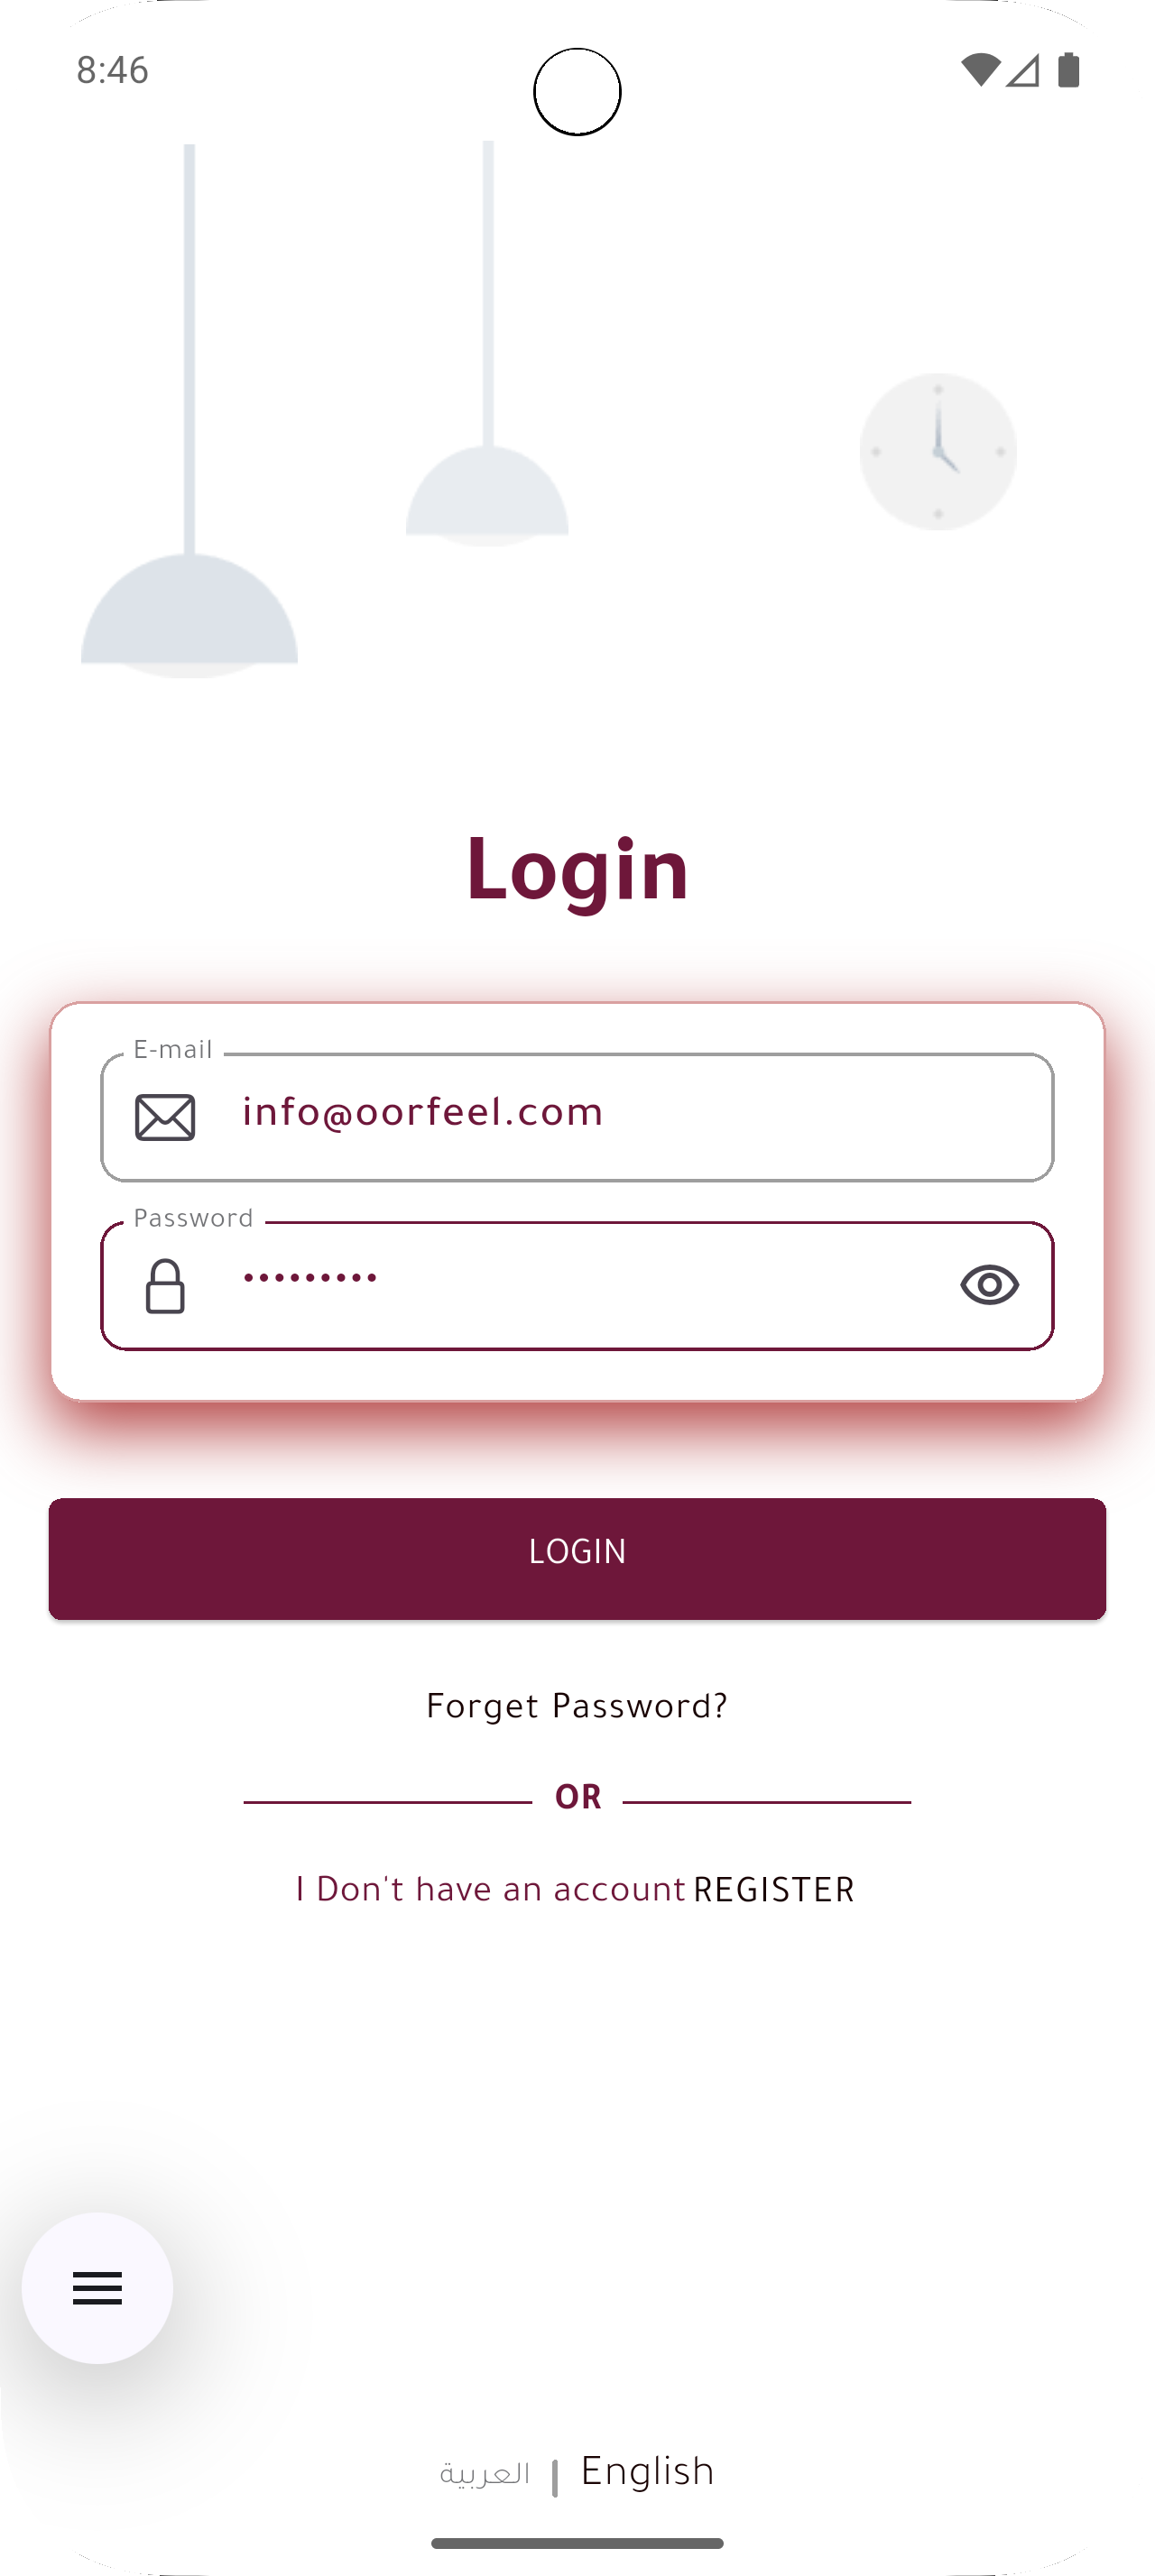 8:46
Login
E-mail
info@oorfeel.com
Password
•••••••••
LOGIN
Forget Password?
OR
I Don't have an account REGISTER
العربية | English